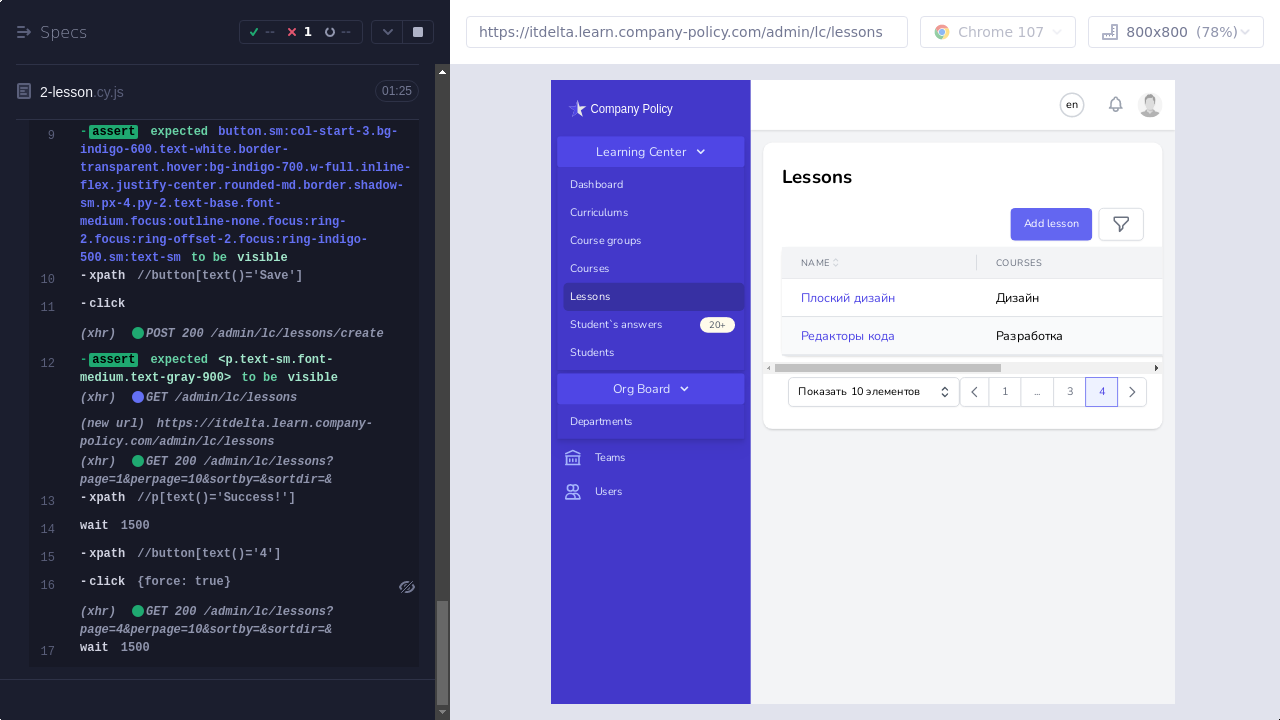 Specs
--
1
--
2-lesson.cy.js
01:25
9
-assert expected button.sm:col-start-3.bg-
indigo-600.text-white.border-
transparent.hover:bg-indigo-700.w-full.inline-
flex.justify-center.rounded-md.border.shadow-
sm.px-4.py-2.text-base.font-
medium.focus:outline-none.focus:ring-
2.focus:ring-offset-2.focus:ring-indigo-
500.sm:text-sm to be visible
10 -xpath //button[text()='Save']
11 -click
(xhr) POST 200 /admin/lc/lessons/create
12 -assert expected <p.text-sm.font-
medium.text-gray-900> to be visible
(xhr) GET /admin/lc/lessons
(new url) https://itdelta.learn.company-
policy.com/admin/lc/lessons
(xhr) GET 200 /admin/lc/lessons?
page=1&perpage=10&sortby=&sortdir=&
13 -xpath //p[text()='Success!']
14 wait 1500
15 -xpath //button[text()='4']
16 -click {force: true}
(xhr) GET 200 /admin/lc/lessons?
page=4&perpage=10&sortby=&sortdir=&
17 wait 1500
https://itdelta.learn.company-policy.com/admin/lc/lessons
Chrome 107
800x800 (78%)
Company Policy
Learning Center
Dashboard
Curriculums
Course groups
Courses
Lessons
Student`s answers 20+
Students
Org Board
Departments
Teams
Users
en
Lessons
Add lesson
NAME COURSES
Плоский дизайн Дизайн
Редакторы кода Разработка
Показать 10 элементов
1 ... 3 4